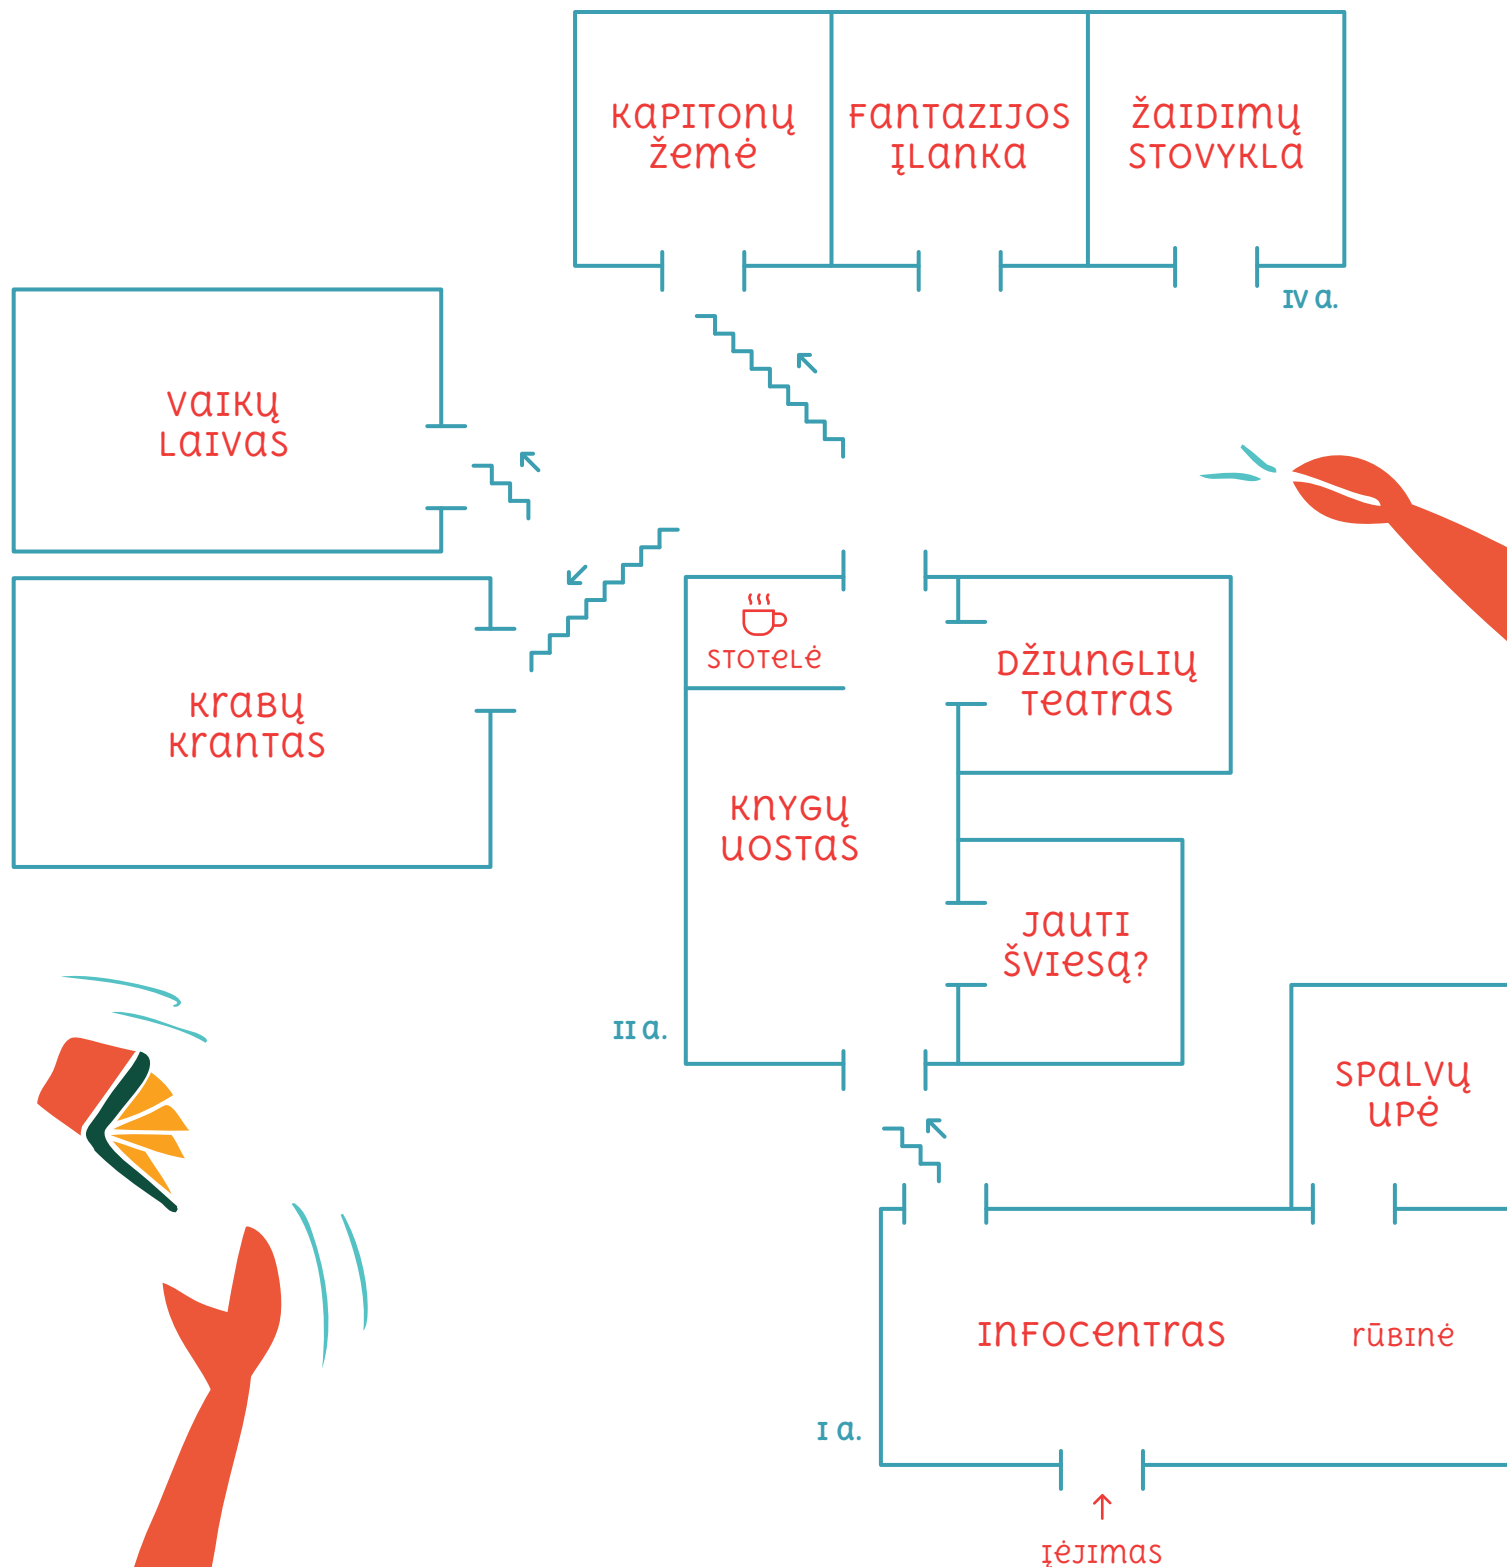 KAPITONŲ
ŽEMĖ
FANTAZIJOS
ĮLANKA
ŽAIDIMŲ
STOVYKLA
IV a.
VAIKŲ
LAIVAS
KRABŲ
KRANTAS
STOTELĖ
DŽIUNGLIŲ
TEATRAS
KNYGŲ
UOSTAS
JAUTI
ŠVIESĄ?
II a.
SPALVŲ
UPĖ
INFOCENTRAS
RŪBINĖ
I a.
ĮĖJIMAS